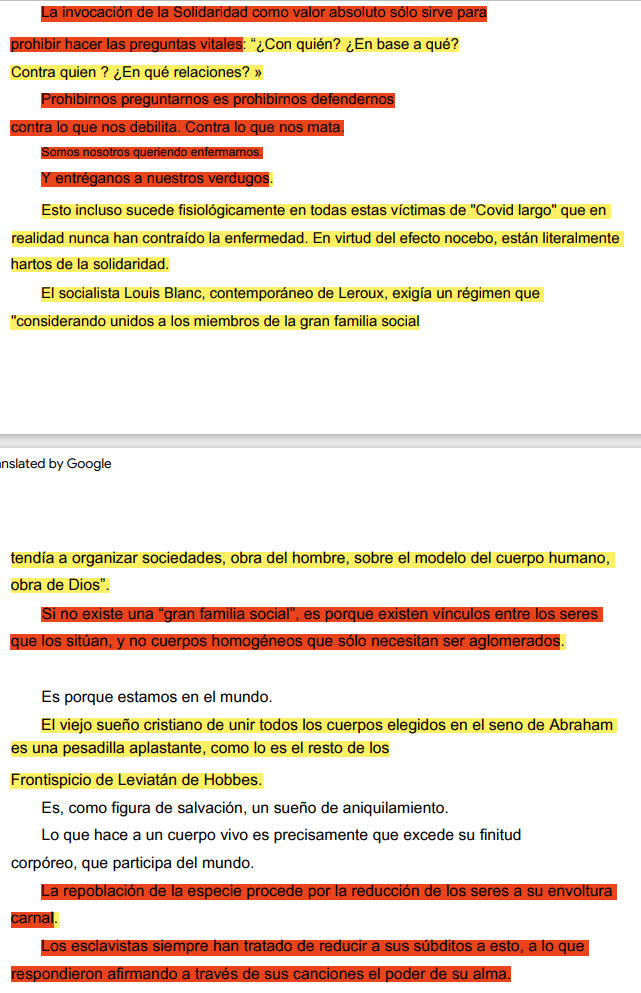 La invocación de la Solidaridad como valor absoluto sólo sirve para
prohibir hacer las preguntas vitales: “¿Con quién? ¿En base a qué?
Contra quien ? ¿En qué relaciones? »
Prohibirnos preguntarnos es prohibirnos defendernos
contra lo que nos debilita. Contra lo que nos mata.
Somos nosotros queriendo enfermarnos.
Y entréganos a nuestros verdugos.
Esto incluso sucede fisiológicamente en todas estas víctimas de "Covid largo" que en
realidad nunca han contraído la enfermedad. En virtud del efecto nocebo, están literalmente
hartos de la solidaridad.
El socialista Louis Blanc, contemporáneo de Leroux, exigía un régimen que
"considerando unidos a los miembros de la gran familia social
anslated by Google
tendía a organizar sociedades, obra del hombre, sobre el modelo del cuerpo humano,
obra de Dios”.
Si no existe una “gran familia social”, es porque existen vínculos entre los seres
que los sitúan, y no cuerpos homogéneos que sólo necesitan ser aglomerados.
Es porque estamos en el mundo.
El viejo sueño cristiano de unir todos los cuerpos elegidos en el seno de Abraham
es una pesadilla aplastante, como lo es el resto de los
Frontispicio de Leviatán de Hobbes.
Es, como figura de salvación, un sueño de aniquilamiento.
Lo que hace a un cuerpo vivo es precisamente que excede su finitud
corpóreo, que participa del mundo.
La repoblación de la especie procede por la reducción de los seres a su envoltura
carnal.
Los esclavistas siempre han tratado de reducir a sus súbditos a esto, a lo que
respondieron afirmando a través de sus canciones el poder de su alma.